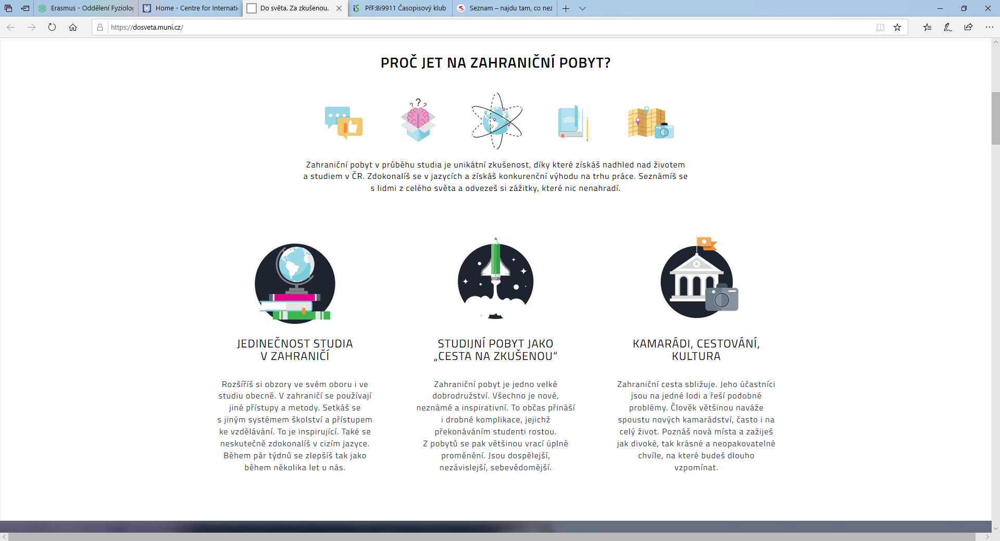 Erasmus - Oddělení Fyziolog
Home - Centre for Internati
Do světa. Za zkušenou.
PřF:Bi9911 Časopisový klub
Seznam – najdu tam, co nez
https://dosveta.muni.cz/
PROČ JET NA ZAHRANIČNÍ POBYT?
Zahraniční pobyt v průběhu studia je unikátní zkušenost, díky které získáš nadhled nad životem
a studiem v ČR. Zdokonalíš se v jazycích a získáš konkurenční výhodu na trhu práce. Seznámíš se
s lidmi z celého světa a odvezeš si zážitky, které nic nenahradí.
JEDINEČNOST STUDIA
V ZAHRANIČÍ
Rozšíříš si obzory ve svém oboru i ve
studiu obecně. V zahraničí se používají
jiné přístupy a metody. Setkáš se
s jiným systémem školství a přístupem
ke vzdělávání. To je inspirující. Také se
neskutečně zdokonalíš v cizím jazyce.
Během pár týdnů se zlepšíš tak jako
během několika let u nás.
STUDIJNÍ POBYT JAKO
„CESTA NA ZKUŠENOU“
Zahraniční pobyt je jedno velké
dobrodružství. Všechno je nové,
neznámé a inspirativní. To občas přináší
i drobné komplikace, jejichž
překonáváním studenti rostou.
Z pobytů se pak většinou vrací úplně
proměnění. Jsou dospělejší,
nezávislejší, sebevědomější.
KAMARÁDI, CESTOVÁNÍ,
KULTURA
Zahraniční cesta sbližuje. Jeho účastníci
jsou na jedné lodi a řeší podobné
problémy. Člověk většinou naváže
spoustu nových kamarádství, často i na
celý život. Poznáš nová místa a zažiješ
jak divoké, tak krásné a neopakovatelné
chvíle, na které budeš dlouho
vzpomínat.